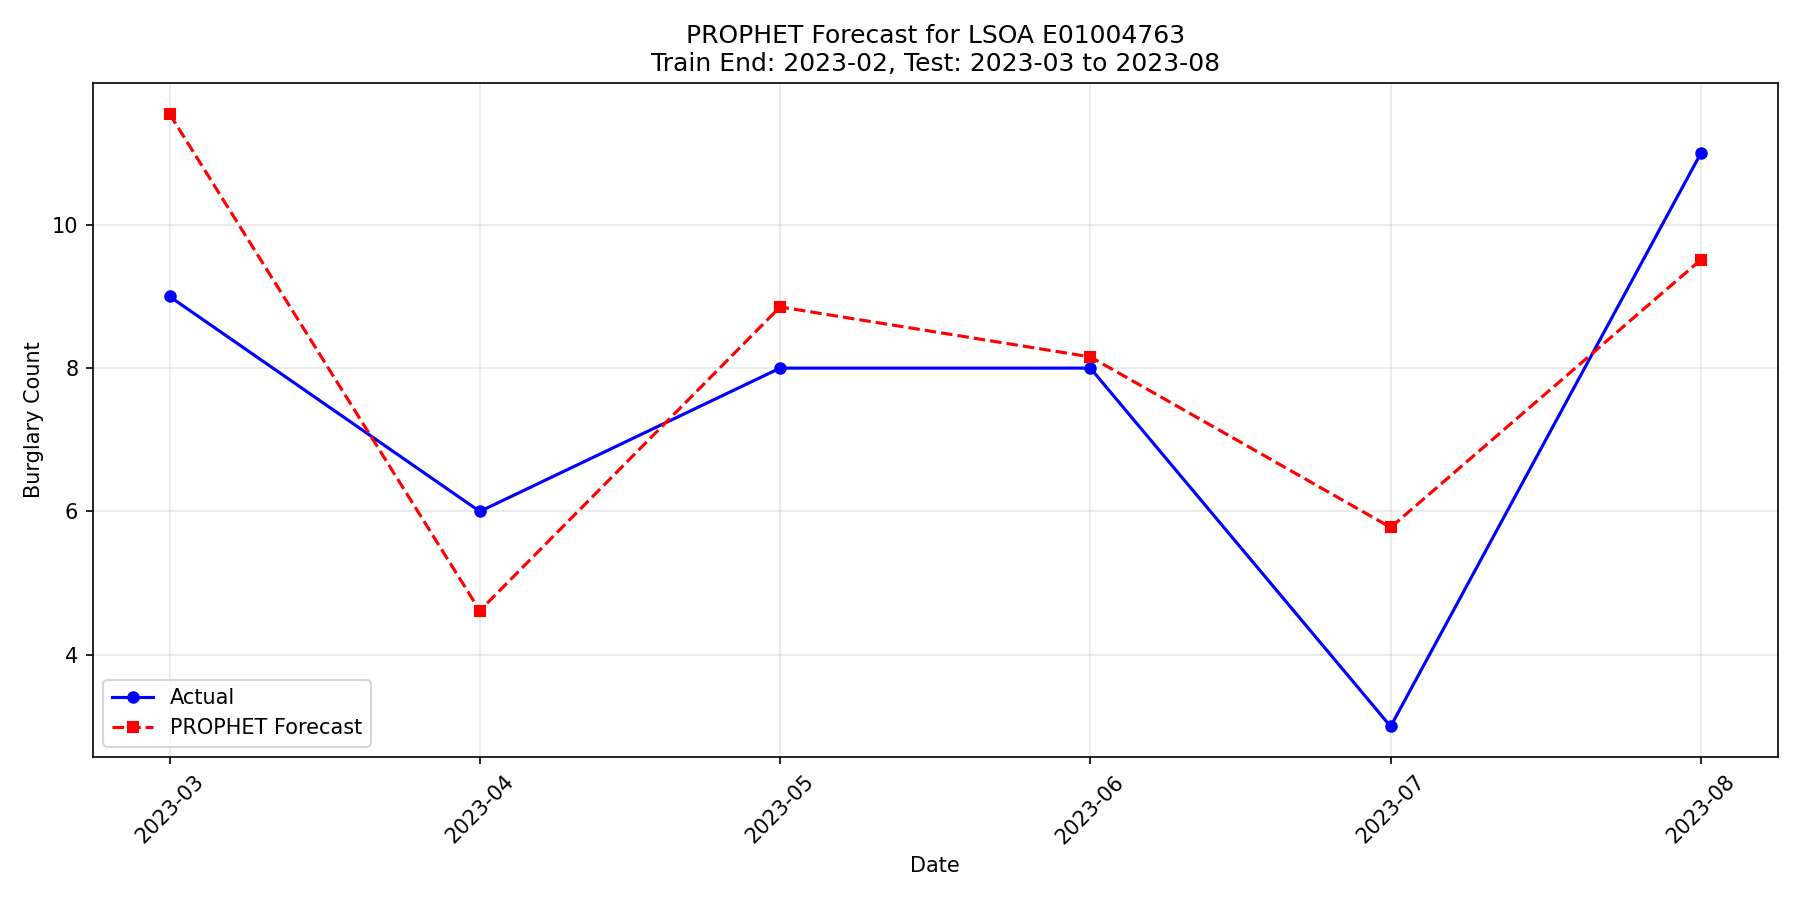 PROPHET Forecast for LSOA E01004763
Train End: 2023-02, Test: 2023-03 to 2023-08
Burglary Count
10
8
6
4
Actual
PROPHET Forecast
2023-03
2023-04
2023-05
2023-06
2023-07
2023-08
Date